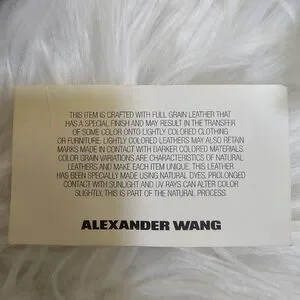 THIS ITEM IS CRAFTED WITH FULL GRAIN LEATHER THAT
HAS A SPECIAL FINISH AND MAY RESULT IN THE TRANSFER
OF SOME COLOR ONTO LIGHTLY COLORED CLOTHING
OR FURNITURE; LIGHTLY COLORED LEATHERS MAY ALSO RETAIN
MARKS MADE IN CONTACT WITH DARKER COLORED MATERIALS.
COLOR GRAIN VARIATIONS ARE CHARACTERISTICS OF NATURAL
LEATHERS AND MAKE EACH ITEM UNIQUE. THIS LEATHER
HAS BEEN SPECIALLY MADE USING NATURAL DYES. PROLONGED
CONTACT WITH SUNLIGHT AND UV RAYS CAN ALTER COLOR
SLIGHTLY, THIS IS PART OF THE NATURAL PROCESS.
ALEXANDER WANG